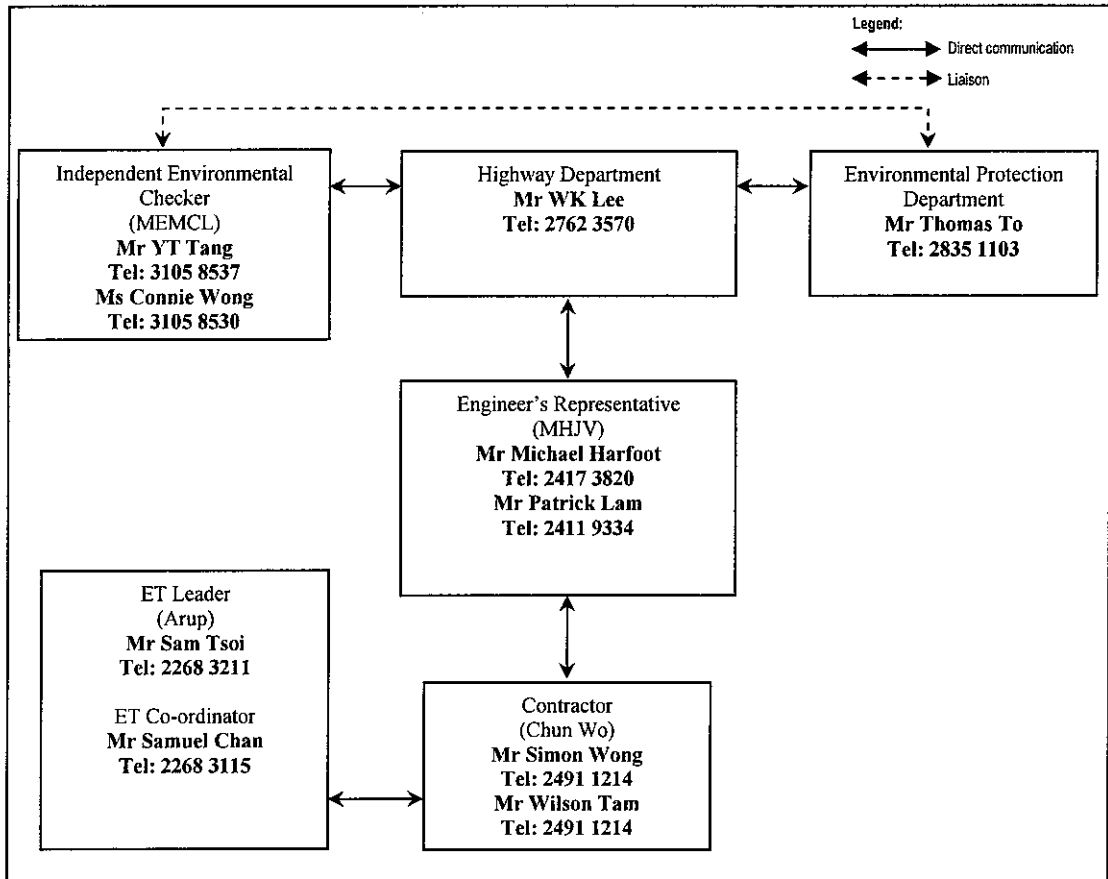 Legend:
Direct communication
Liaison
Independent Environmental
Checker
(MEMCL)
Mr YT Tang
Tel: 3105 8537
Ms Connie Wong
Tel: 3105 8530
Highway Department
Mr WK Lee
Tel: 2762 3570
Environmental Protection
Department
Mr Thomas To
Tel: 2835 1103
Engineer's Representative
(MHJV)
Mr Michael Harfoot
Tel: 2417 3820
Mr Patrick Lam
Tel: 2411 9334
ET Leader
(Arup)
Mr Sam Tsoi
Tel: 2268 3211
ET Co-ordinator
Mr Samuel Chan
Tel: 2268 3115
Contractor
(Chun Wo)
Mr Simon Wong
Tel: 2491 1214
Mr Wilson Tam
Tel: 2491 1214